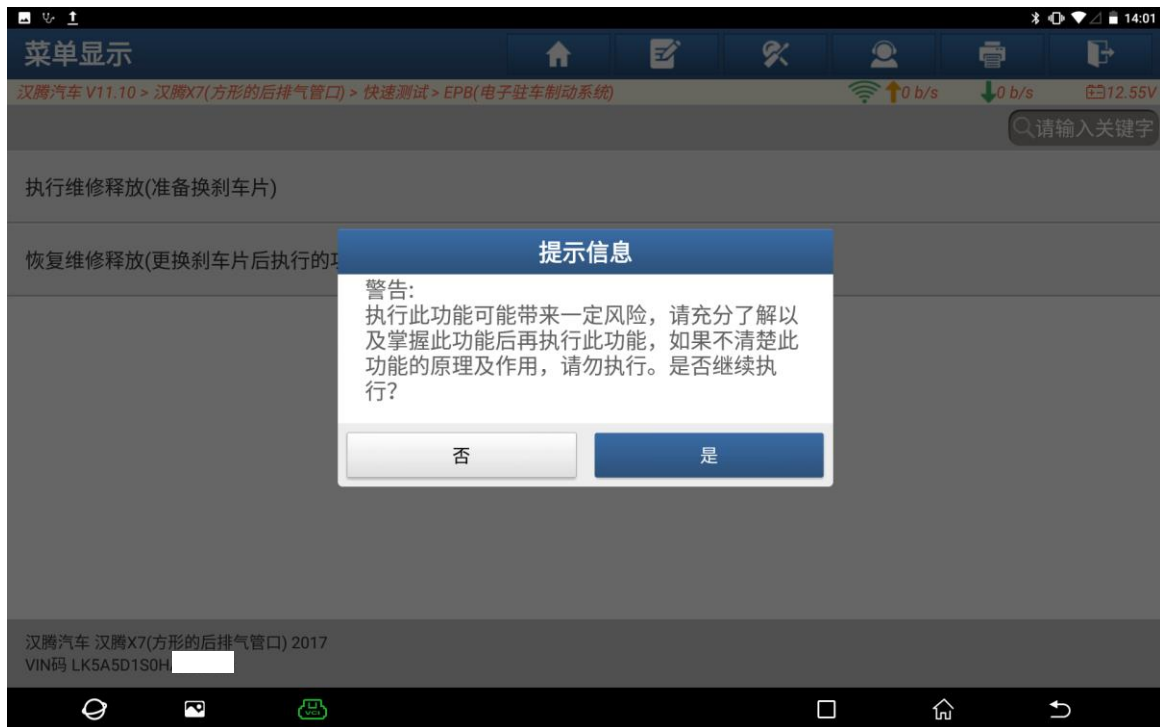 14:01
菜单显示
汉腾汽车 V11.10 > 汉腾X7(方形的后排气管口) > 快速测试 > EPB(电子驻车制动系统)
0 b/s
0 b/s
12.55V
请输入关键字
执行维修释放(准备换刹车片)
恢复维修释放(更换刹车片后执行的
提示信息
警告:
执行此功能可能带来一定风险，请充分了解以
及掌握此功能后再执行此功能，如果不清楚此
功能的原理及作用，请勿执行。是否继续执
行?
否
是
汉腾汽车 汉腾X7(方形的后排气管口) 2017
VIN码 LK5A5D1S0H
VCI